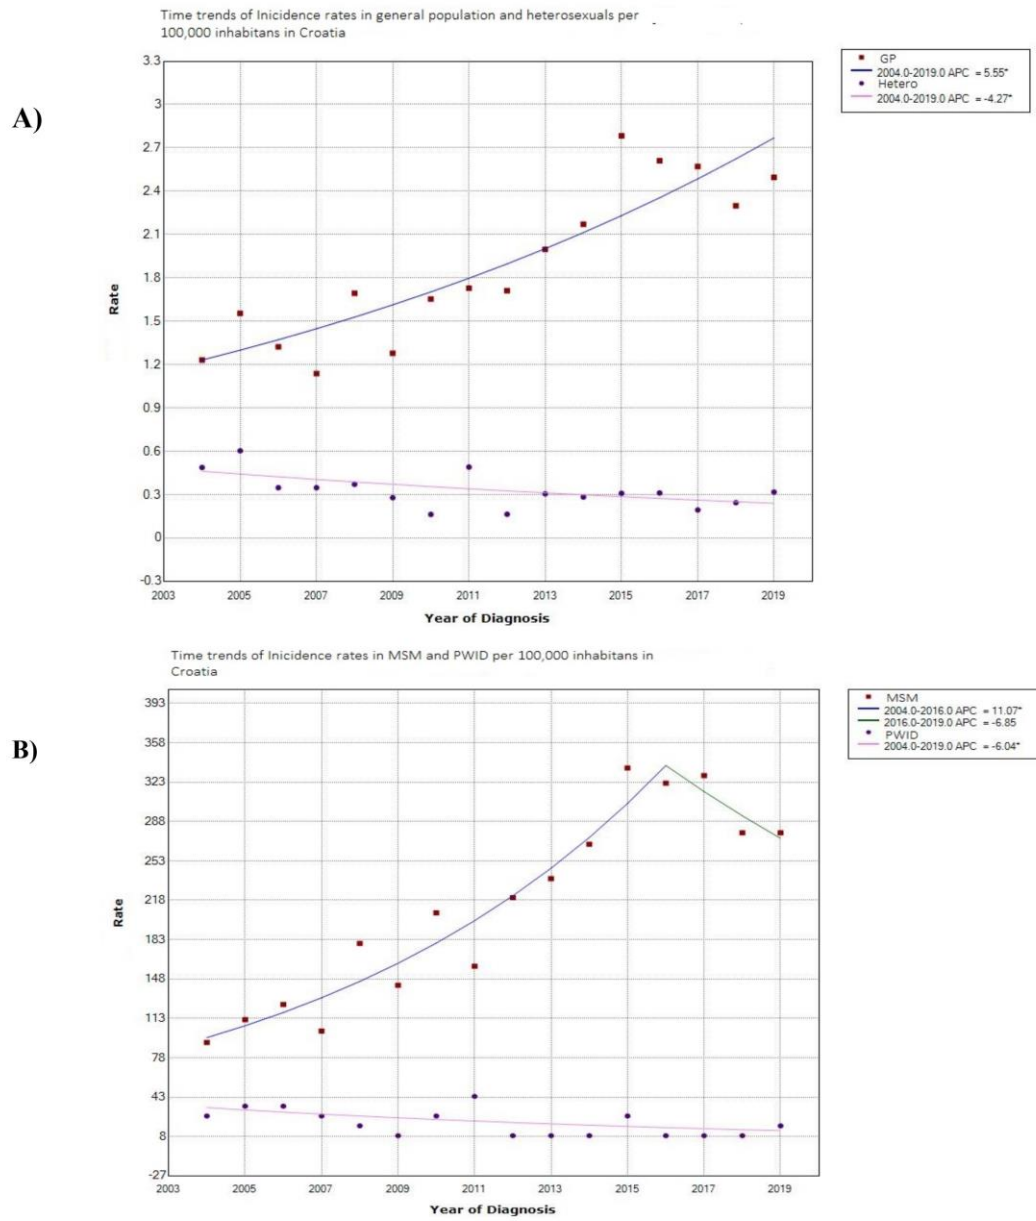 Time trends of Inicidence rates in general population and heterosexuals per
100,000 inhabitans in Croatia
A)
GP
2004.0-2019.0 APC = 5.55*
Hetero
2004.0-2019.0 APC = -4.27*
3.3
3
2.7
2.4
2.1
1.8
1.5
1.2
0.9
0.6
0.3
0
-0.3
Rate
2003 2005 2007 2009 2011 2013 2015 2017 2019
Year of Diagnosis
Time trends of Inicidence rates in MSM and PWID per 100,000 inhabitans in
Croatia
B)
MSM
2004.0-2016.0 APC = 11.07*
2016.0-2019.0 APC = -6.85
PWID
2004.0-2019.0 APC = -6.04*
393
358
323
288
253
218
183
148
113
78
43
8
-27
Rate
2003 2005 2007 2009 2011 2013 2015 2017 2019
Year of Diagnosis